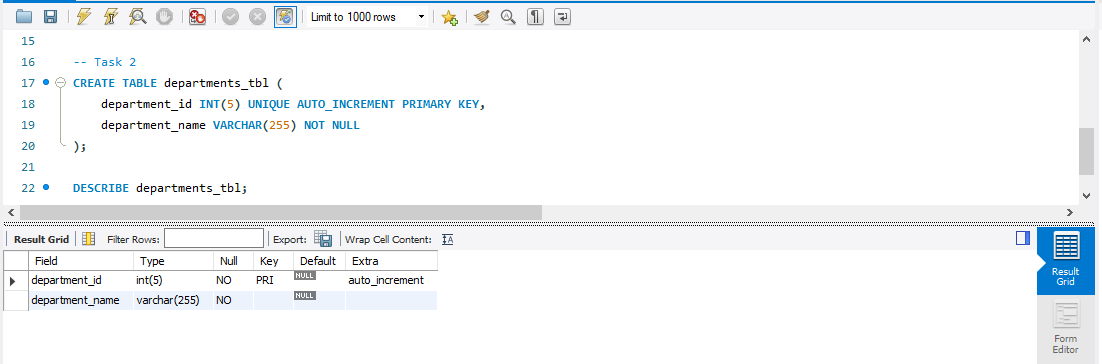 Limit to 1000 rows
15
16 -- Task 2
17 CREATE TABLE departments_tbl (
18 department_id INT(5) UNIQUE AUTO_INCREMENT PRIMARY KEY,
19 department_name VARCHAR(255) NOT NULL
20 );
21
22 DESCRIBE departments_tbl;
Result Grid Filter Rows: Export: Wrap Cell Content: IA
Field Type Null Key Default Extra
department_id int(5) NO PRI NULL auto_increment
department_name varchar(255) NO NULL
Result
Grid
Form
Editor